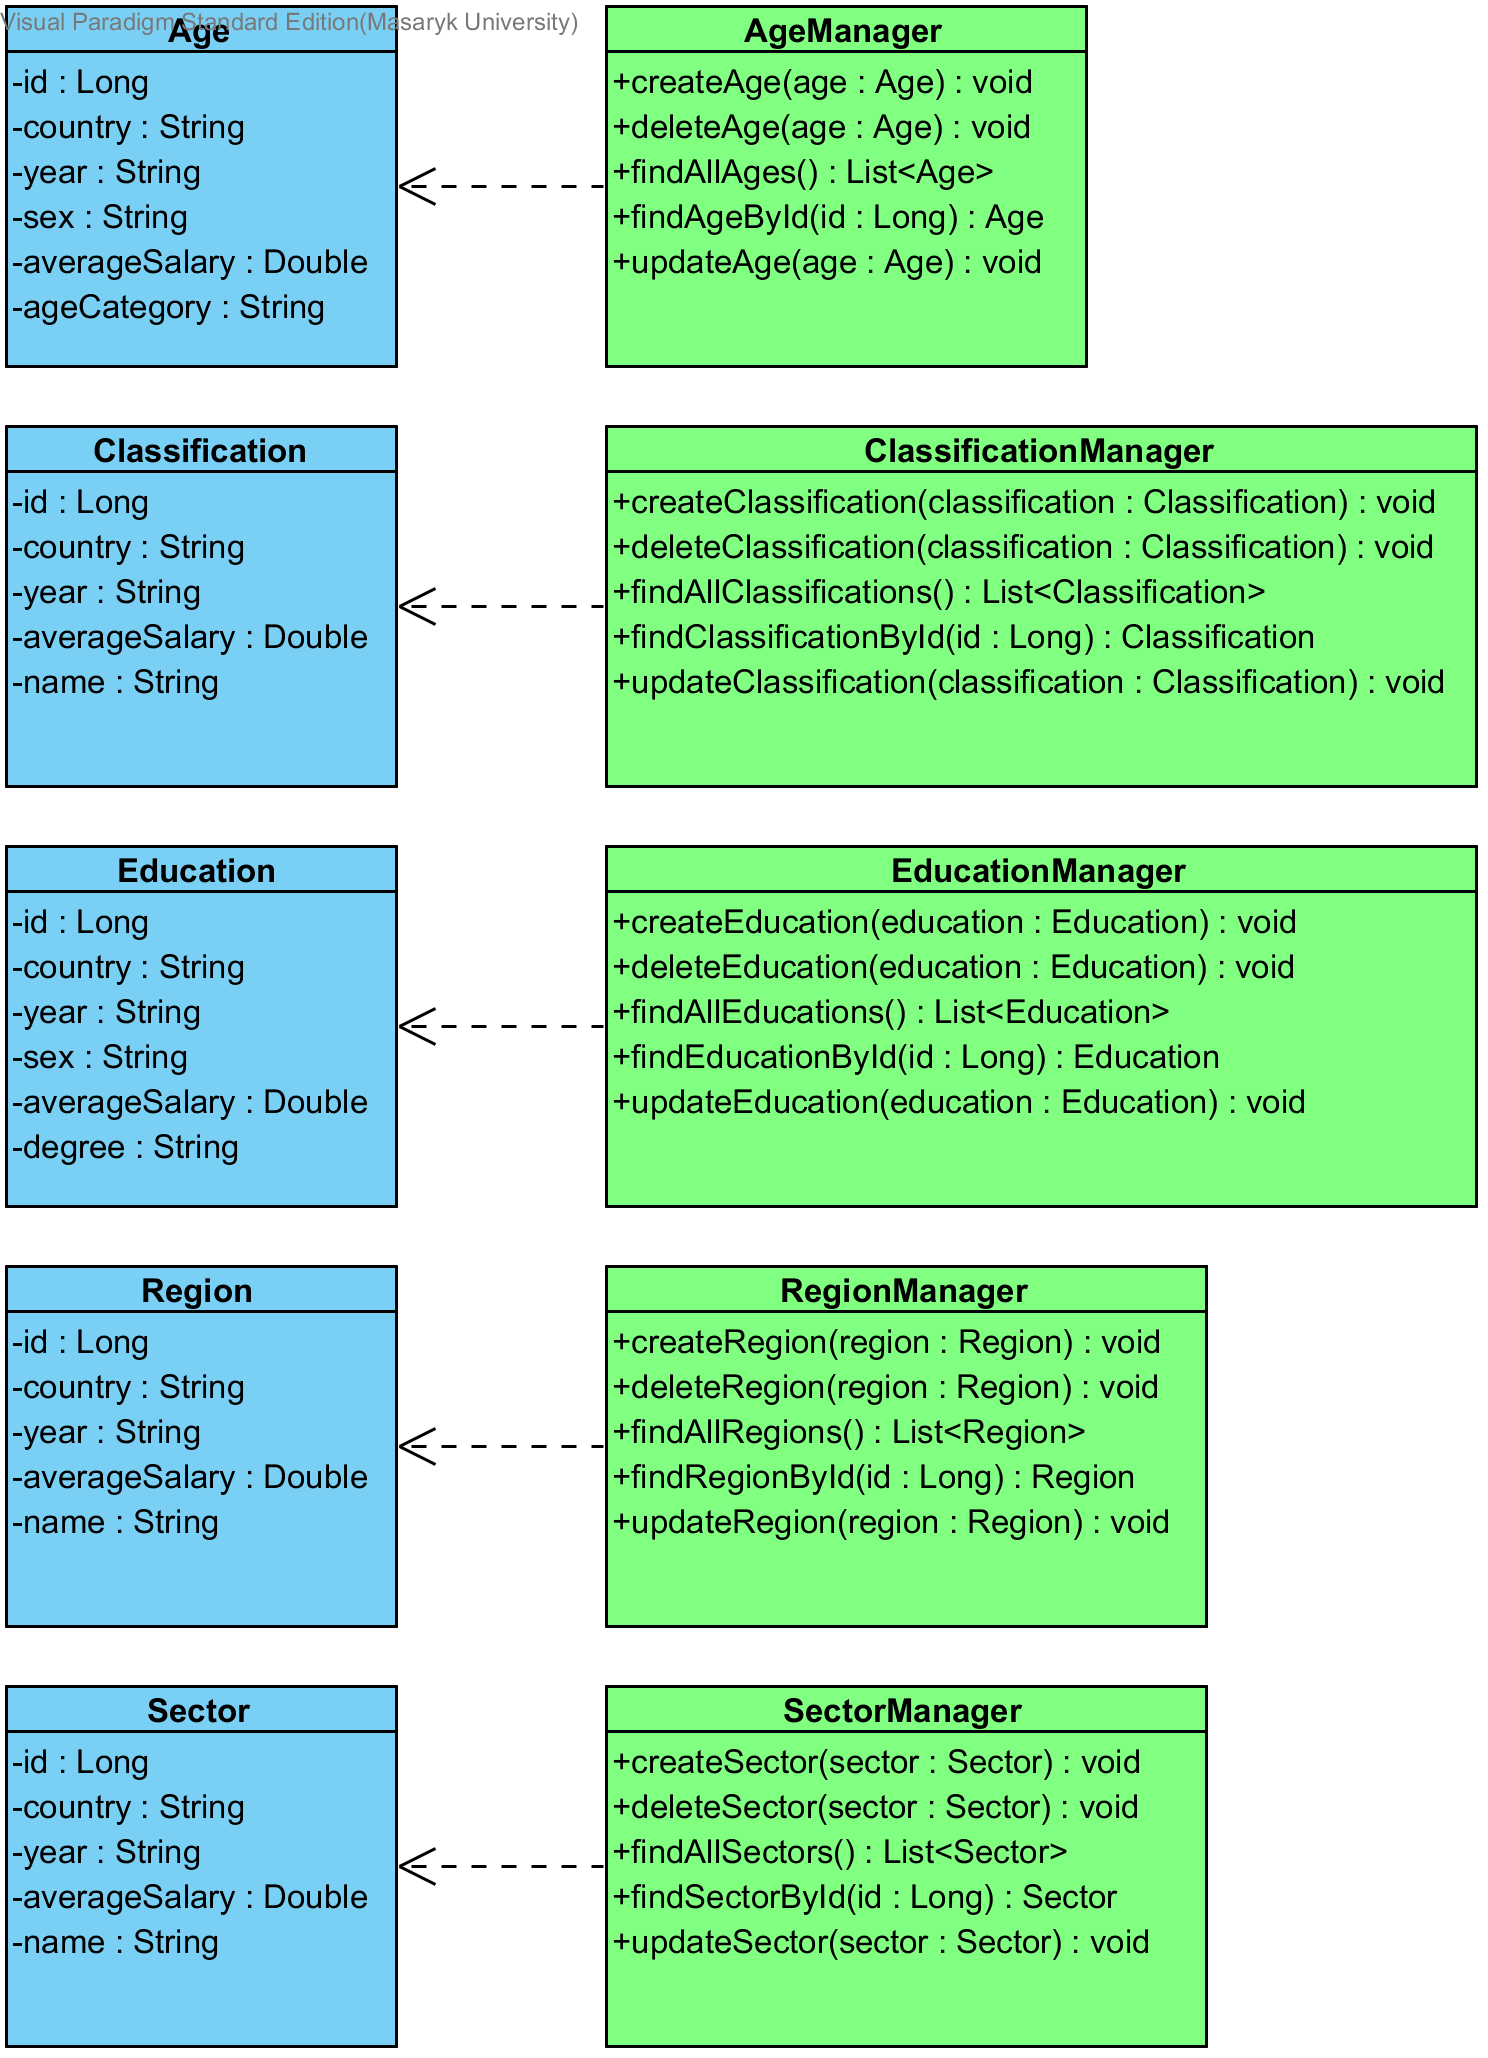 Visual Paradigm Standard Edition(Masaryk University)
Age
-id : Long
-country : String
-year : String
-sex : String
-averageSalary : Double
-ageCategory : String
AgeManager
+createAge(age : Age) : void
+deleteAge(age : Age) : void
+findAllAges() : List<Age>
+findAgeById(id : Long) : Age
+updateAge(age : Age) : void
Classification
-id : Long
-country : String
-year : String
-averageSalary : Double
-name : String
ClassificationManager
+createClassification(classification : Classification) : void
+deleteClassification(classification : Classification) : void
+findAllClassifications() : List<Classification>
+findClassificationById(id : Long) : Classification
+updateClassification(classification : Classification) : void
Education
-id : Long
-country : String
-year : String
-sex : String
-averageSalary : Double
-degree : String
EducationManager
+createEducation(education : Education) : void
+deleteEducation(education : Education) : void
+findAllEducations() : List<Education>
+findEducationById(id : Long) : Education
+updateEducation(education : Education) : void
Region
-id : Long
-country : String
-year : String
-averageSalary : Double
-name : String
RegionManager
+createRegion(region : Region) : void
+deleteRegion(region : Region) : void
+findAllRegions() : List<Region>
+findRegionById(id : Long) : Region
+updateRegion(region : Region) : void
Sector
-id : Long
-country : String
-year : String
-averageSalary : Double
-name : String
SectorManager
+createSector(sector : Sector) : void
+deleteSector(sector : Sector) : void
+findAllSectors() : List<Sector>
+findSectorById(id : Long) : Sector
+updateSector(sector : Sector) : void